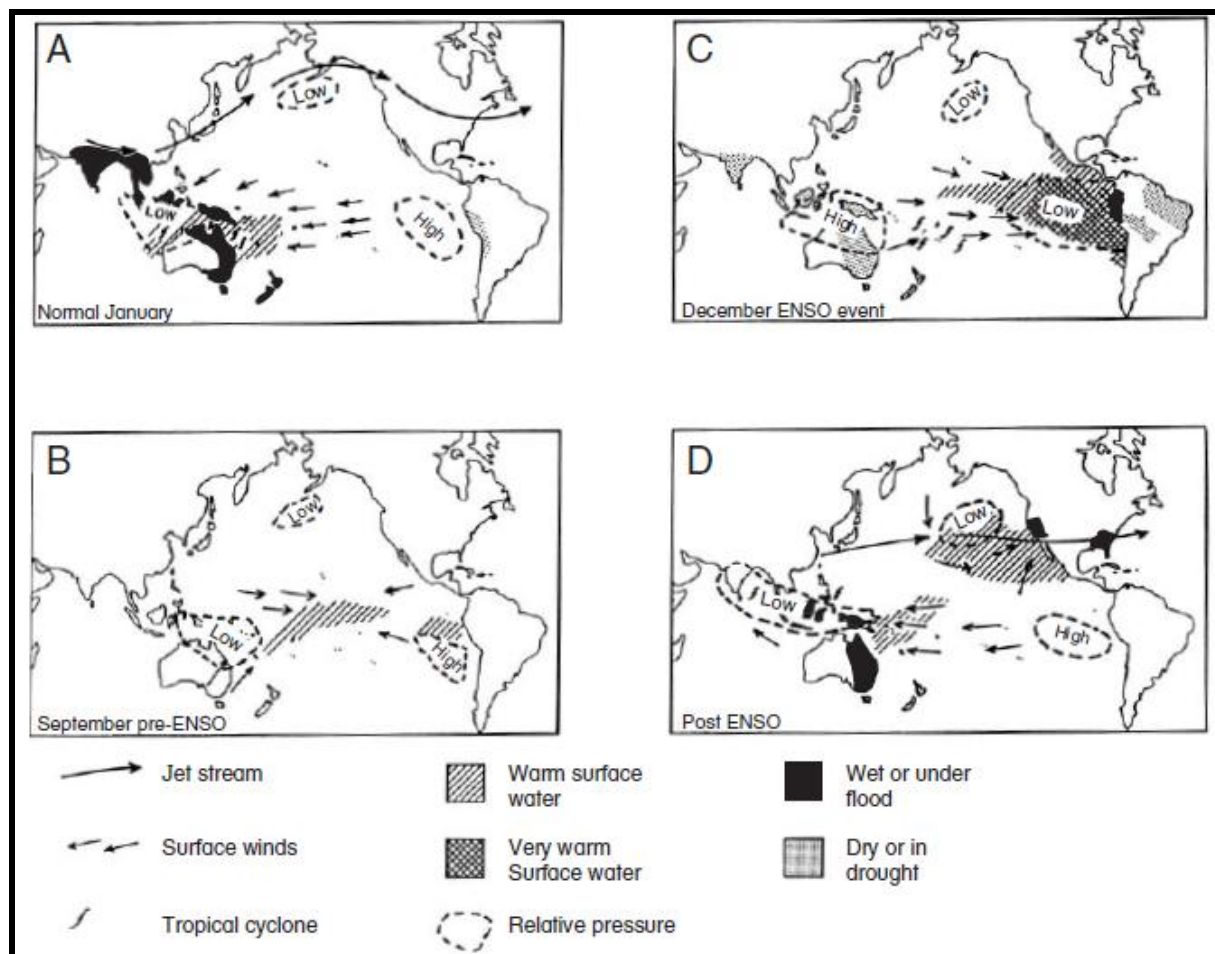 A
Low
Low
High
Normal January
C
Low
High
Low
December ENSO event
B
Low
Low
High
September pre-ENSO
D
Low
Low
High
Post ENSO
Jet stream
Warm surface
water
Wet or under
flood
Surface winds
Very warm
Surface water
Dry or in
drought
Tropical cyclone
Relative pressure